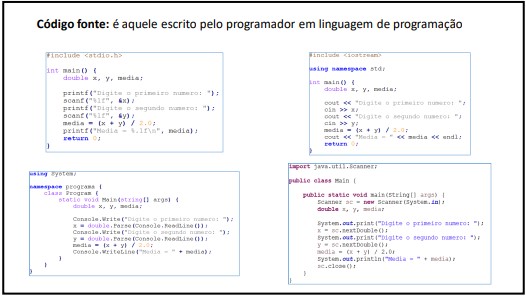 Código fonte: é aquele escrito pelo programador em linguagem de programação
#include <stdio.h>
int main() {
double x, y, media;
printf("Digite o primeiro numero: ");
scanf("%lf", &x);
printf("Digite o segundo numero: ");
scanf("%lf", &y);
media = (x + y) / 2.0;
printf("Media = %.1f\n", media);
return 0;
}
#include <iostream>
using namespace std;
int main() {
double x, y, media;
cout << "Digite o primeiro numero: ";
cin >> x;
cout << "Digite o segundo numero: ";
cin >> y;
media = (x + y) / 2.0;
cout << "Media = " << media << endl;
return 0;
}
using System;
namespace programa {
class Program {
static void Main(string[] args) {
double x, y, media;
Console.Write("Digite o primeiro numero: ");
x = double.Parse(Console.ReadLine());
Console.Write("Digite o segundo numero: ");
y = double.Parse(Console.ReadLine());
media = (x + y) / 2.0;
Console.WriteLine("Media = " + media);
}
}
}
import java.util.Scanner;
public class Main {
public static void main(String[] args) {
Scanner sc = new Scanner(System.in);
double x, y, media;
System.out.print("Digite o primeiro numero: ");
x = sc.nextDouble();
System.out.print("Digite o segundo numero: ");
y = sc.nextDouble();
media = (x + y) / 2.0;
System.out.println("Media = " + media);
sc.close();
}
}